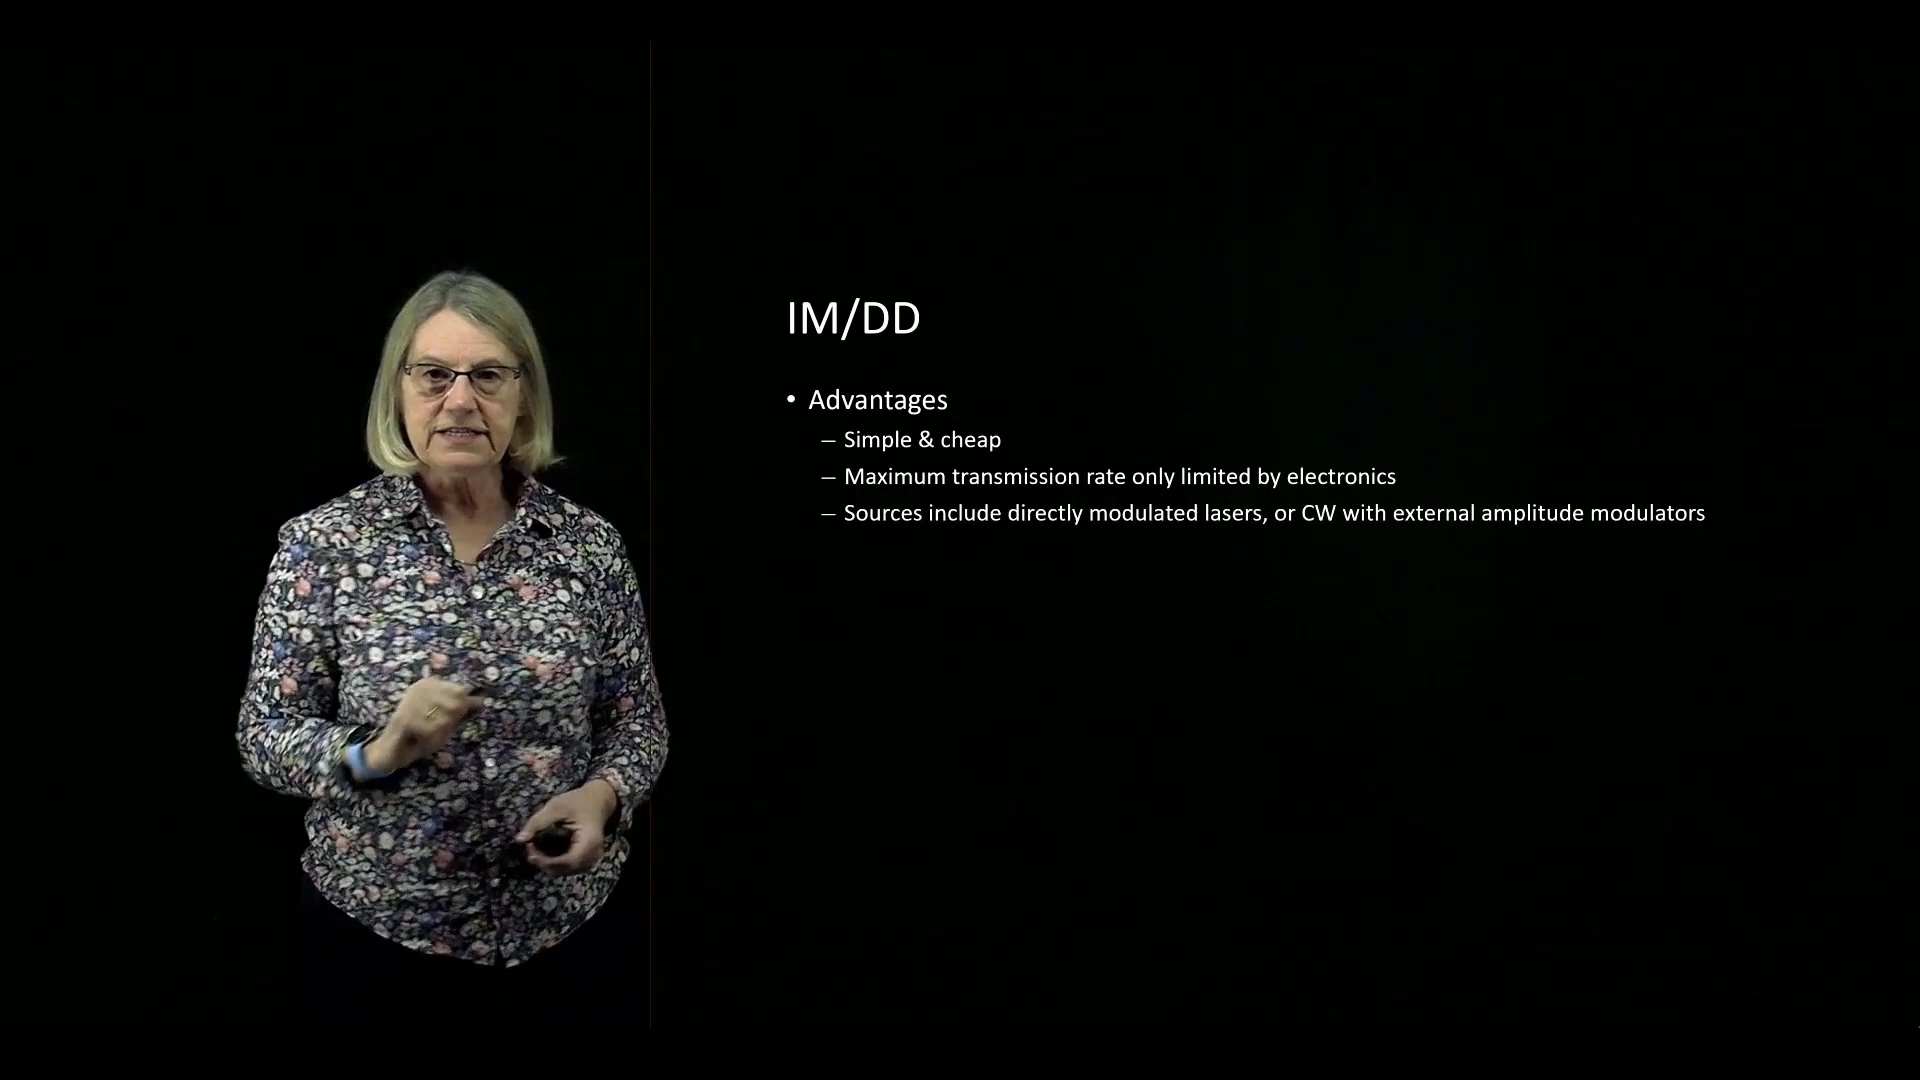 IM/DD
• Advantages
– Simple & cheap
– Maximum transmission rate only limited by electronics
– Sources include directly modulated lasers, or CW with external amplitude modulators